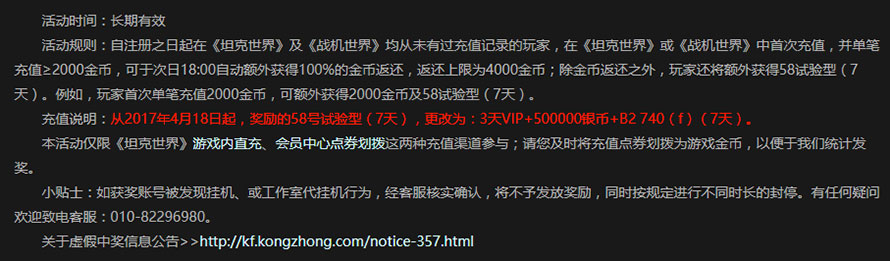 活动时间：长期有效
活动规则：自注册之日起在《坦克世界》及《战机世界》均从未有过充值记录的玩家，在《坦克世界》或《战机世界》中首次充值，并单笔
充值≥2000金币，可于次日18:00自动额外获得100%的金币返还，返还上限为4000金币；除金币返还之外，玩家还将额外获得58试验型（7
天）。例如，玩家首次单笔充值2000金币，可额外获得2000金币及58试验型（7天）。
充值说明：从2017年4月18日起，奖励的58号试验型（7天），更改为：3天VIP+500000银币+B2 740（f）（7天）。
本活动仅限《坦克世界》游戏内直充、会员中心点券划拨这两种充值渠道参与；请您及时将充值点券划拨为游戏金币，以便于我们统计发
奖。
小贴士：如获奖账号被发现挂机、或工作室代挂机行为，经客服核实确认，将不予发放奖励，同时按规定进行不同时长的封停。有任何疑问
欢迎致电客服：010-82296980。
关于虚假中奖信息公告>>http://kf.kongzhong.com/notice-357.html